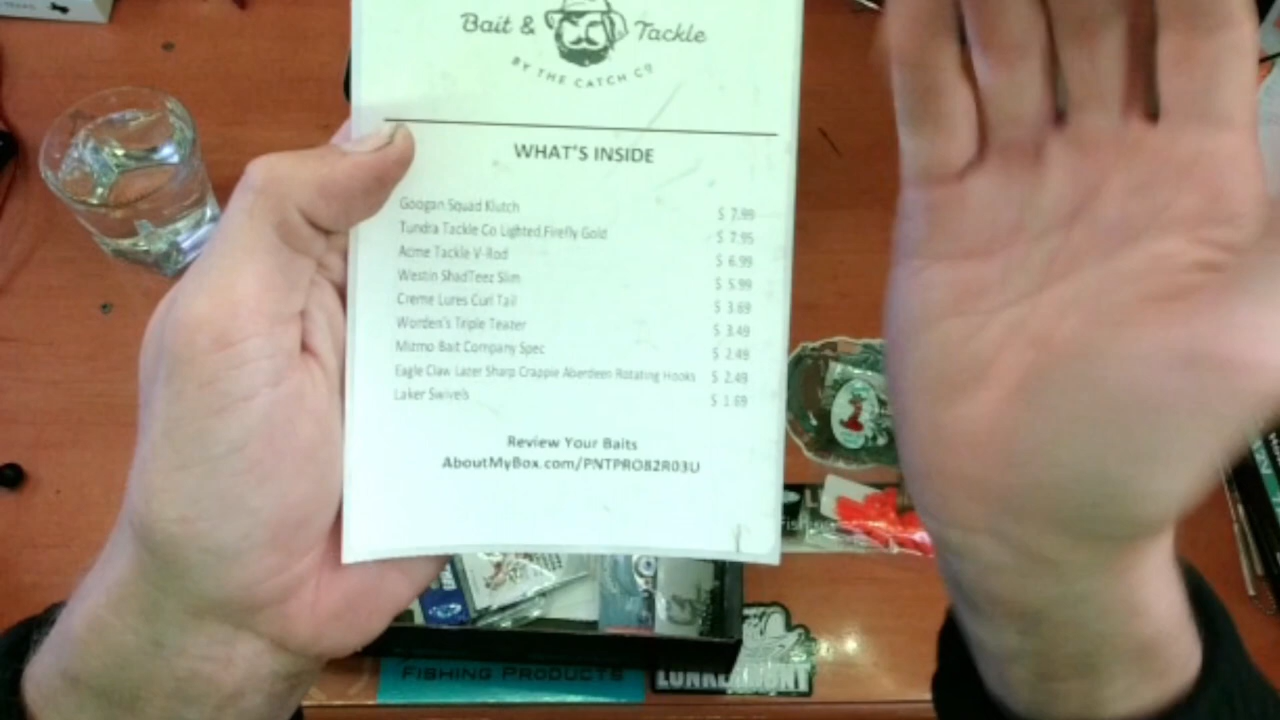 Bait & Tackle
BY THE CATCH CO
WHAT'S INSIDE
Googan Squad Klutch $ 7.99
Tundra Tackle Co Lighted Firefly Gold $ 7.95
Acme Tackle V-Rod $ 6.99
Westin ShadTeez Slim $ 5.99
Creme Lures Curl Tail $ 3.69
Worden's Triple Teazer $ 3.49
Mizmo Bait Company Spec $ 2.49
Eagle Claw Lazer Sharp Crappie Aberdeen Rotating Hooks $ 2.49
Laker Swivels $ 1.69
Review Your Baits
AboutMyBox.com/PNTPRO82R03U
FISHING PRODUCTS